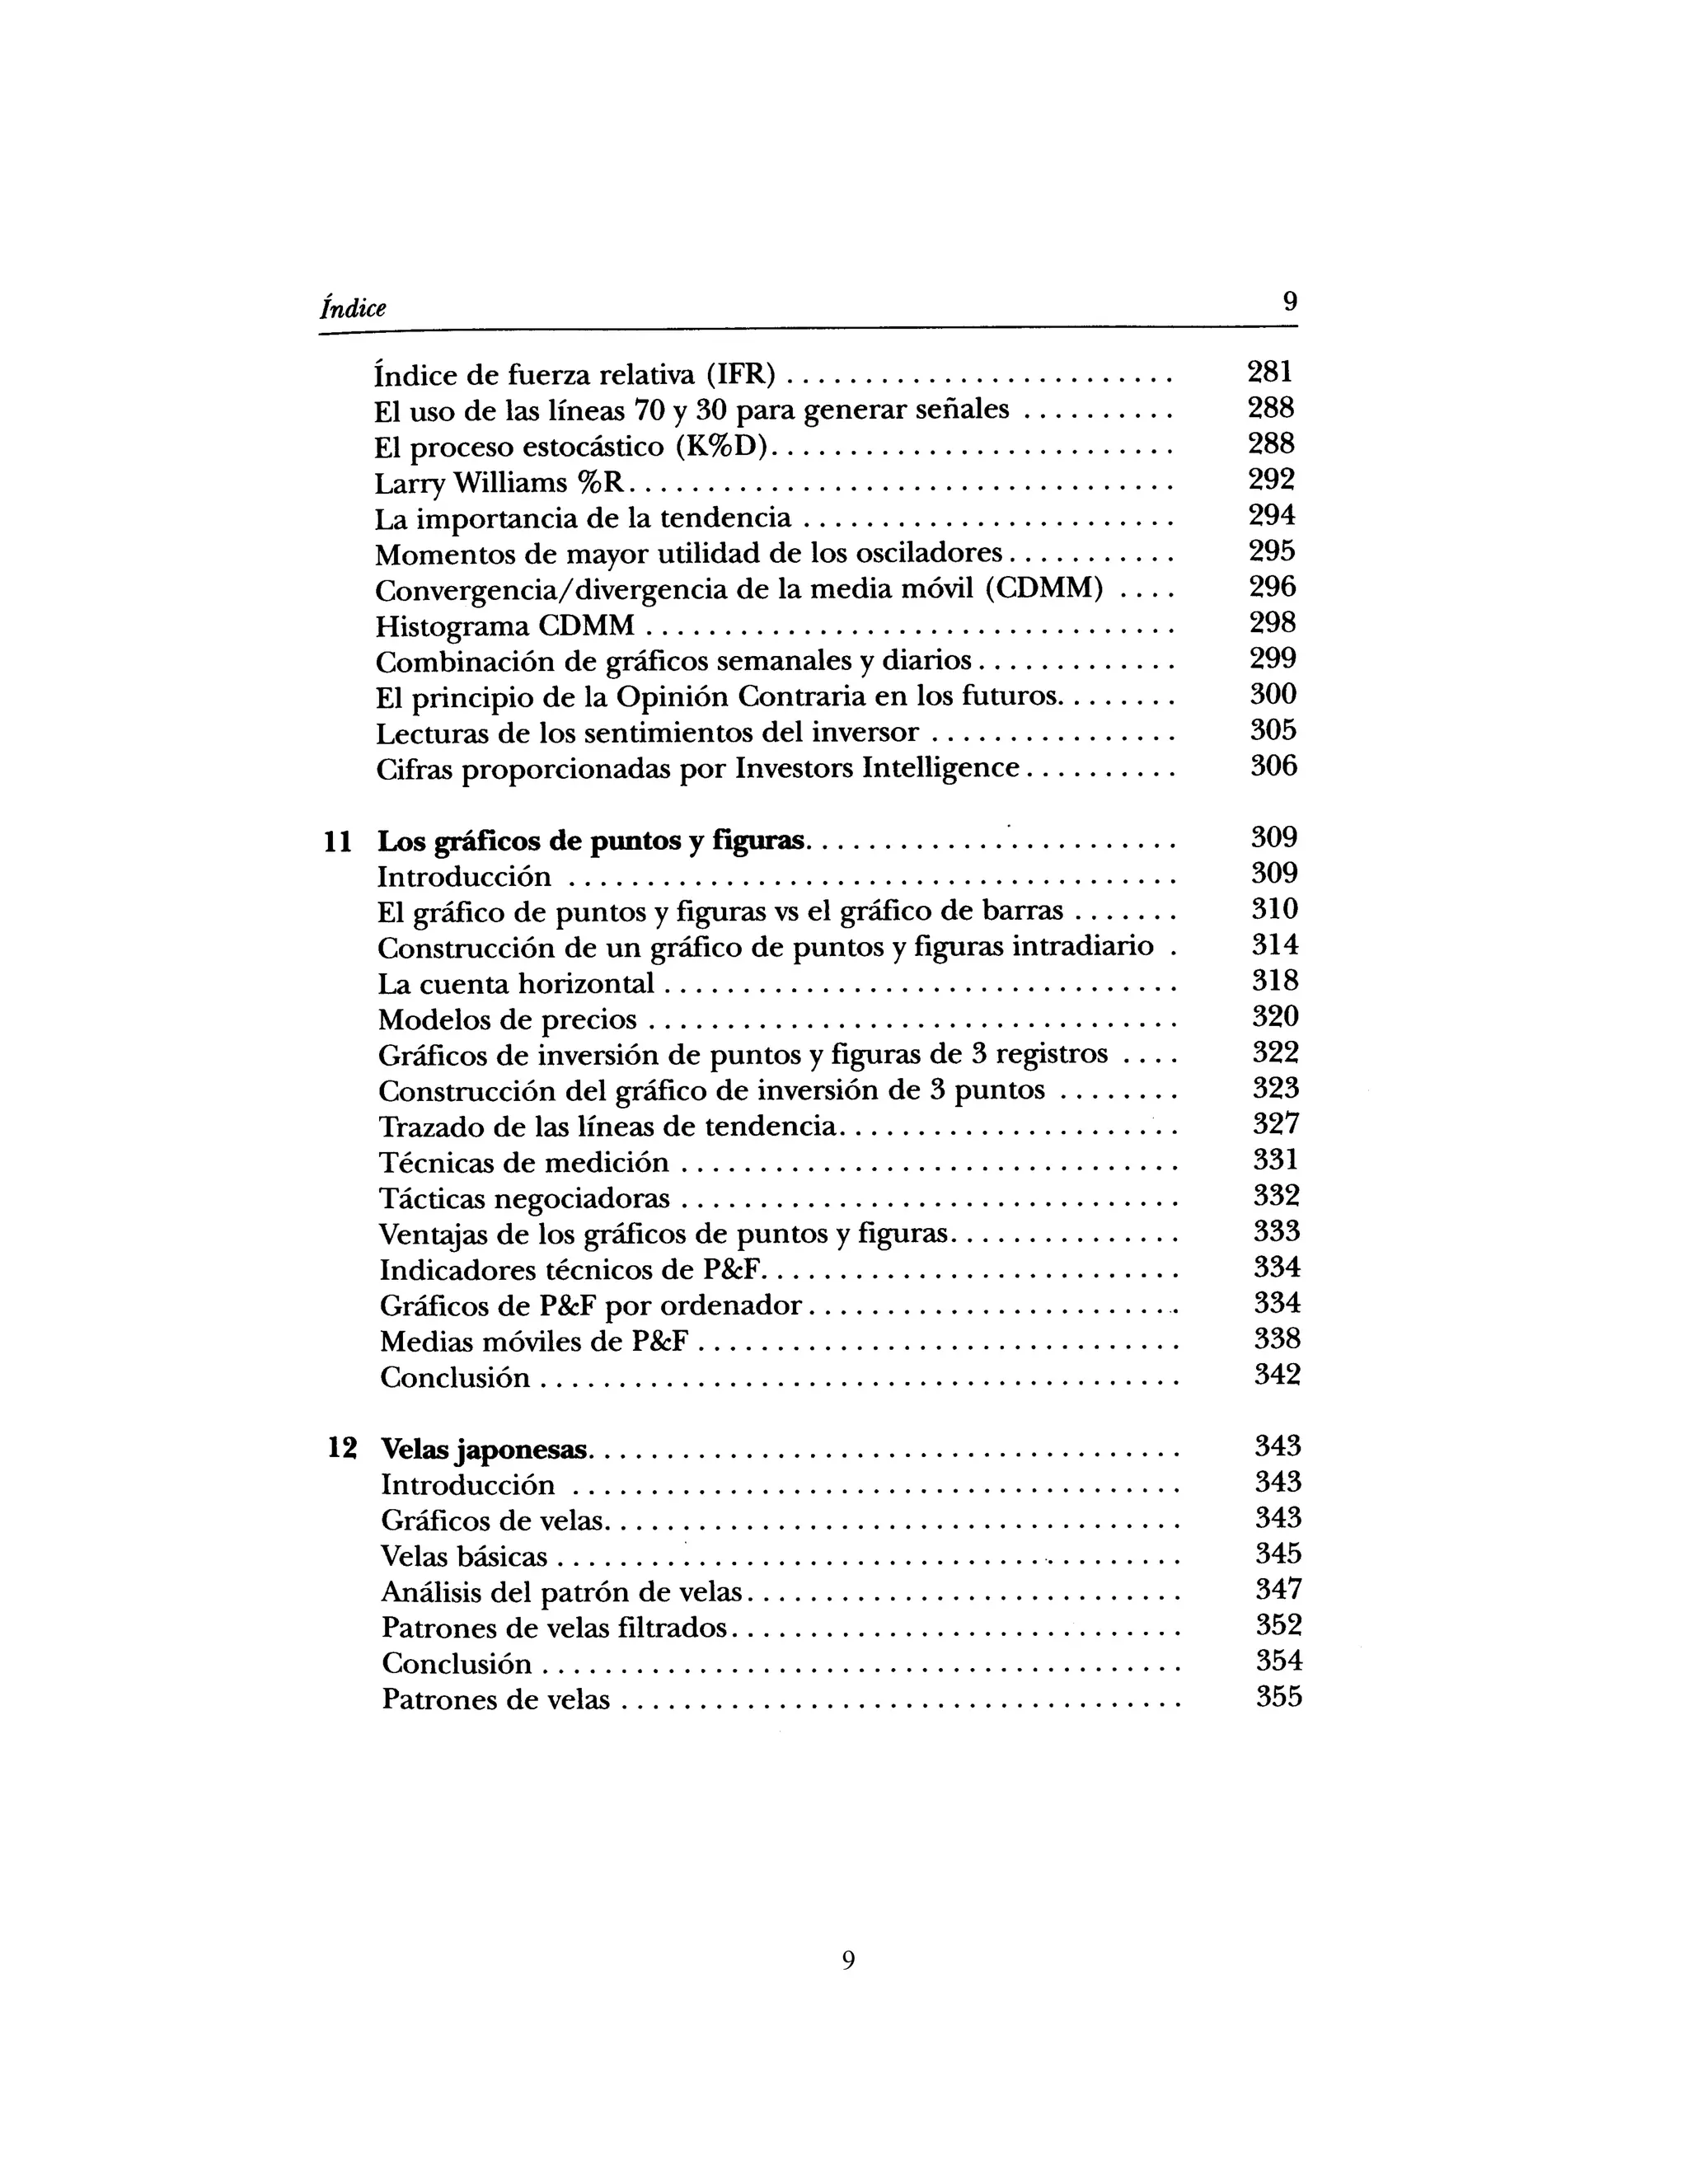 Índice 9
Índice de fuerza relativa (IFR) . . . . . . . . . . . . . . . . . . . . . . . . . 281
El uso de las líneas 70 y 30 para generar señales . . . . . . . . . . 288
El proceso estocástico (K%D). . . . . . . . . . . . . . . . . . . . . . . . . . 288
Larry Williams %R. . . . . . . . . . . . . . . . . . . . . . . . . . . . . . . . . . . 292
La importancia de la tendencia . . . . . . . . . . . . . . . . . . . . . . . . 294
Momentos de mayor utilidad de los osciladores . . . . . . . . . . . 295
Convergencia/divergencia de la media móvil (CDMM) . . . . 296
Histograma CDMM . . . . . . . . . . . . . . . . . . . . . . . . . . . . . . . . . . 298
Combinación de gráficos semanales y diarios . . . . . . . . . . . . . 299
El principio de la Opinión Contraria en los futuros. . . . . . . . 300
Lecturas de los sentimientos del inversor . . . . . . . . . . . . . . . . 305
Cifras proporcionadas por Investors Intelligence . . . . . . . . . . 306
11 Los gráficos de puntos y figuras. . . . . . . . . . . . . . . . . . . . . . . . 309
Introducción . . . . . . . . . . . . . . . . . . . . . . . . . . . . . . . . . . . . . . . 309
El gráfico de puntos y figuras vs el gráfico de barras . . . . . . . 310
Construcción de un gráfico de puntos y figuras intradiario . 314
La cuenta horizontal . . . . . . . . . . . . . . . . . . . . . . . . . . . . . . . . . 318
Modelos de precios . . . . . . . . . . . . . . . . . . . . . . . . . . . . . . . . . . 320
Gráficos de inversión de puntos y figuras de 3 registros . . . . 322
Construcción del gráfico de inversión de 3 puntos . . . . . . . . 323
Trazado de las líneas de tendencia. . . . . . . . . . . . . . . . . . . . . . 327
Técnicas de medición . . . . . . . . . . . . . . . . . . . . . . . . . . . . . . . . 331
Tácticas negociadoras . . . . . . . . . . . . . . . . . . . . . . . . . . . . . . . . 332
Ventajas de los gráficos de puntos y figuras. . . . . . . . . . . . . . . 333
Indicadores técnicos de P&F. . . . . . . . . . . . . . . . . . . . . . . . . . . 334
Gráficos de P&F por ordenador . . . . . . . . . . . . . . . . . . . . . . . . 334
Medias móviles de P&F . . . . . . . . . . . . . . . . . . . . . . . . . . . . . . . 338
Conclusión . . . . . . . . . . . . . . . . . . . . . . . . . . . . . . . . . . . . . . . . . 342
12 Velas japonesas. . . . . . . . . . . . . . . . . . . . . . . . . . . . . . . . . . . . . . 343
Introducción . . . . . . . . . . . . . . . . . . . . . . . . . . . . . . . . . . . . . . . 343
Gráficos de velas. . . . . . . . . . . . . . . . . . . . . . . . . . . . . . . . . . . . . 343
Velas básicas . . . . . . . . . . . . . . . . . . . . . . . . . . . . . . . . . . . . . . . . 345
Análisis del patrón de velas. . . . . . . . . . . . . . . . . . . . . . . . . . . . 347
Patrones de velas filtrados. . . . . . . . . . . . . . . . . . . . . . . . . . . . . 352
Conclusión . . . . . . . . . . . . . . . . . . . . . . . . . . . . . . . . . . . . . . . . . 354
Patrones de velas . . . . . . . . . . . . . . . . . . . . . . . . . . . . . . . . . . . . 355
9